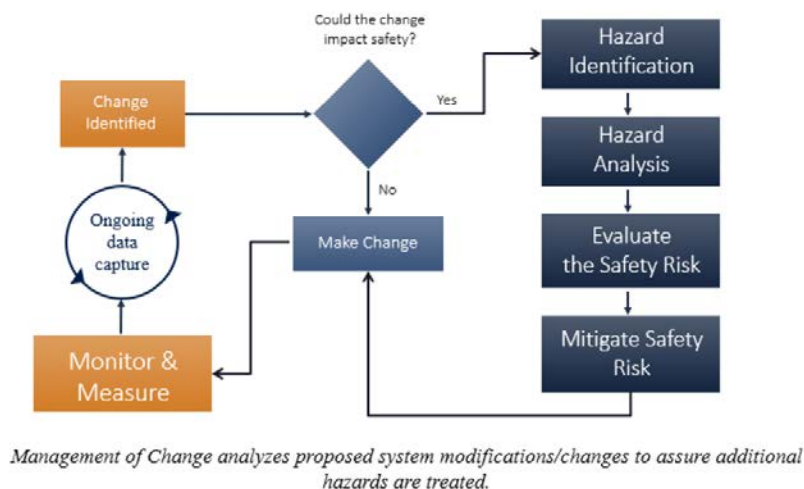 Could the change
impact safety?
Hazard
Identification
Change
Identified
Yes
Hazard
Analysis
No
Ongoing
data
capture
Make Change
Evaluate
the Safety Risk
Monitor &
Measure
Mitigate Safety
Risk
Management of Change analyzes proposed system modifications/changes to assure additional
hazards are treated.